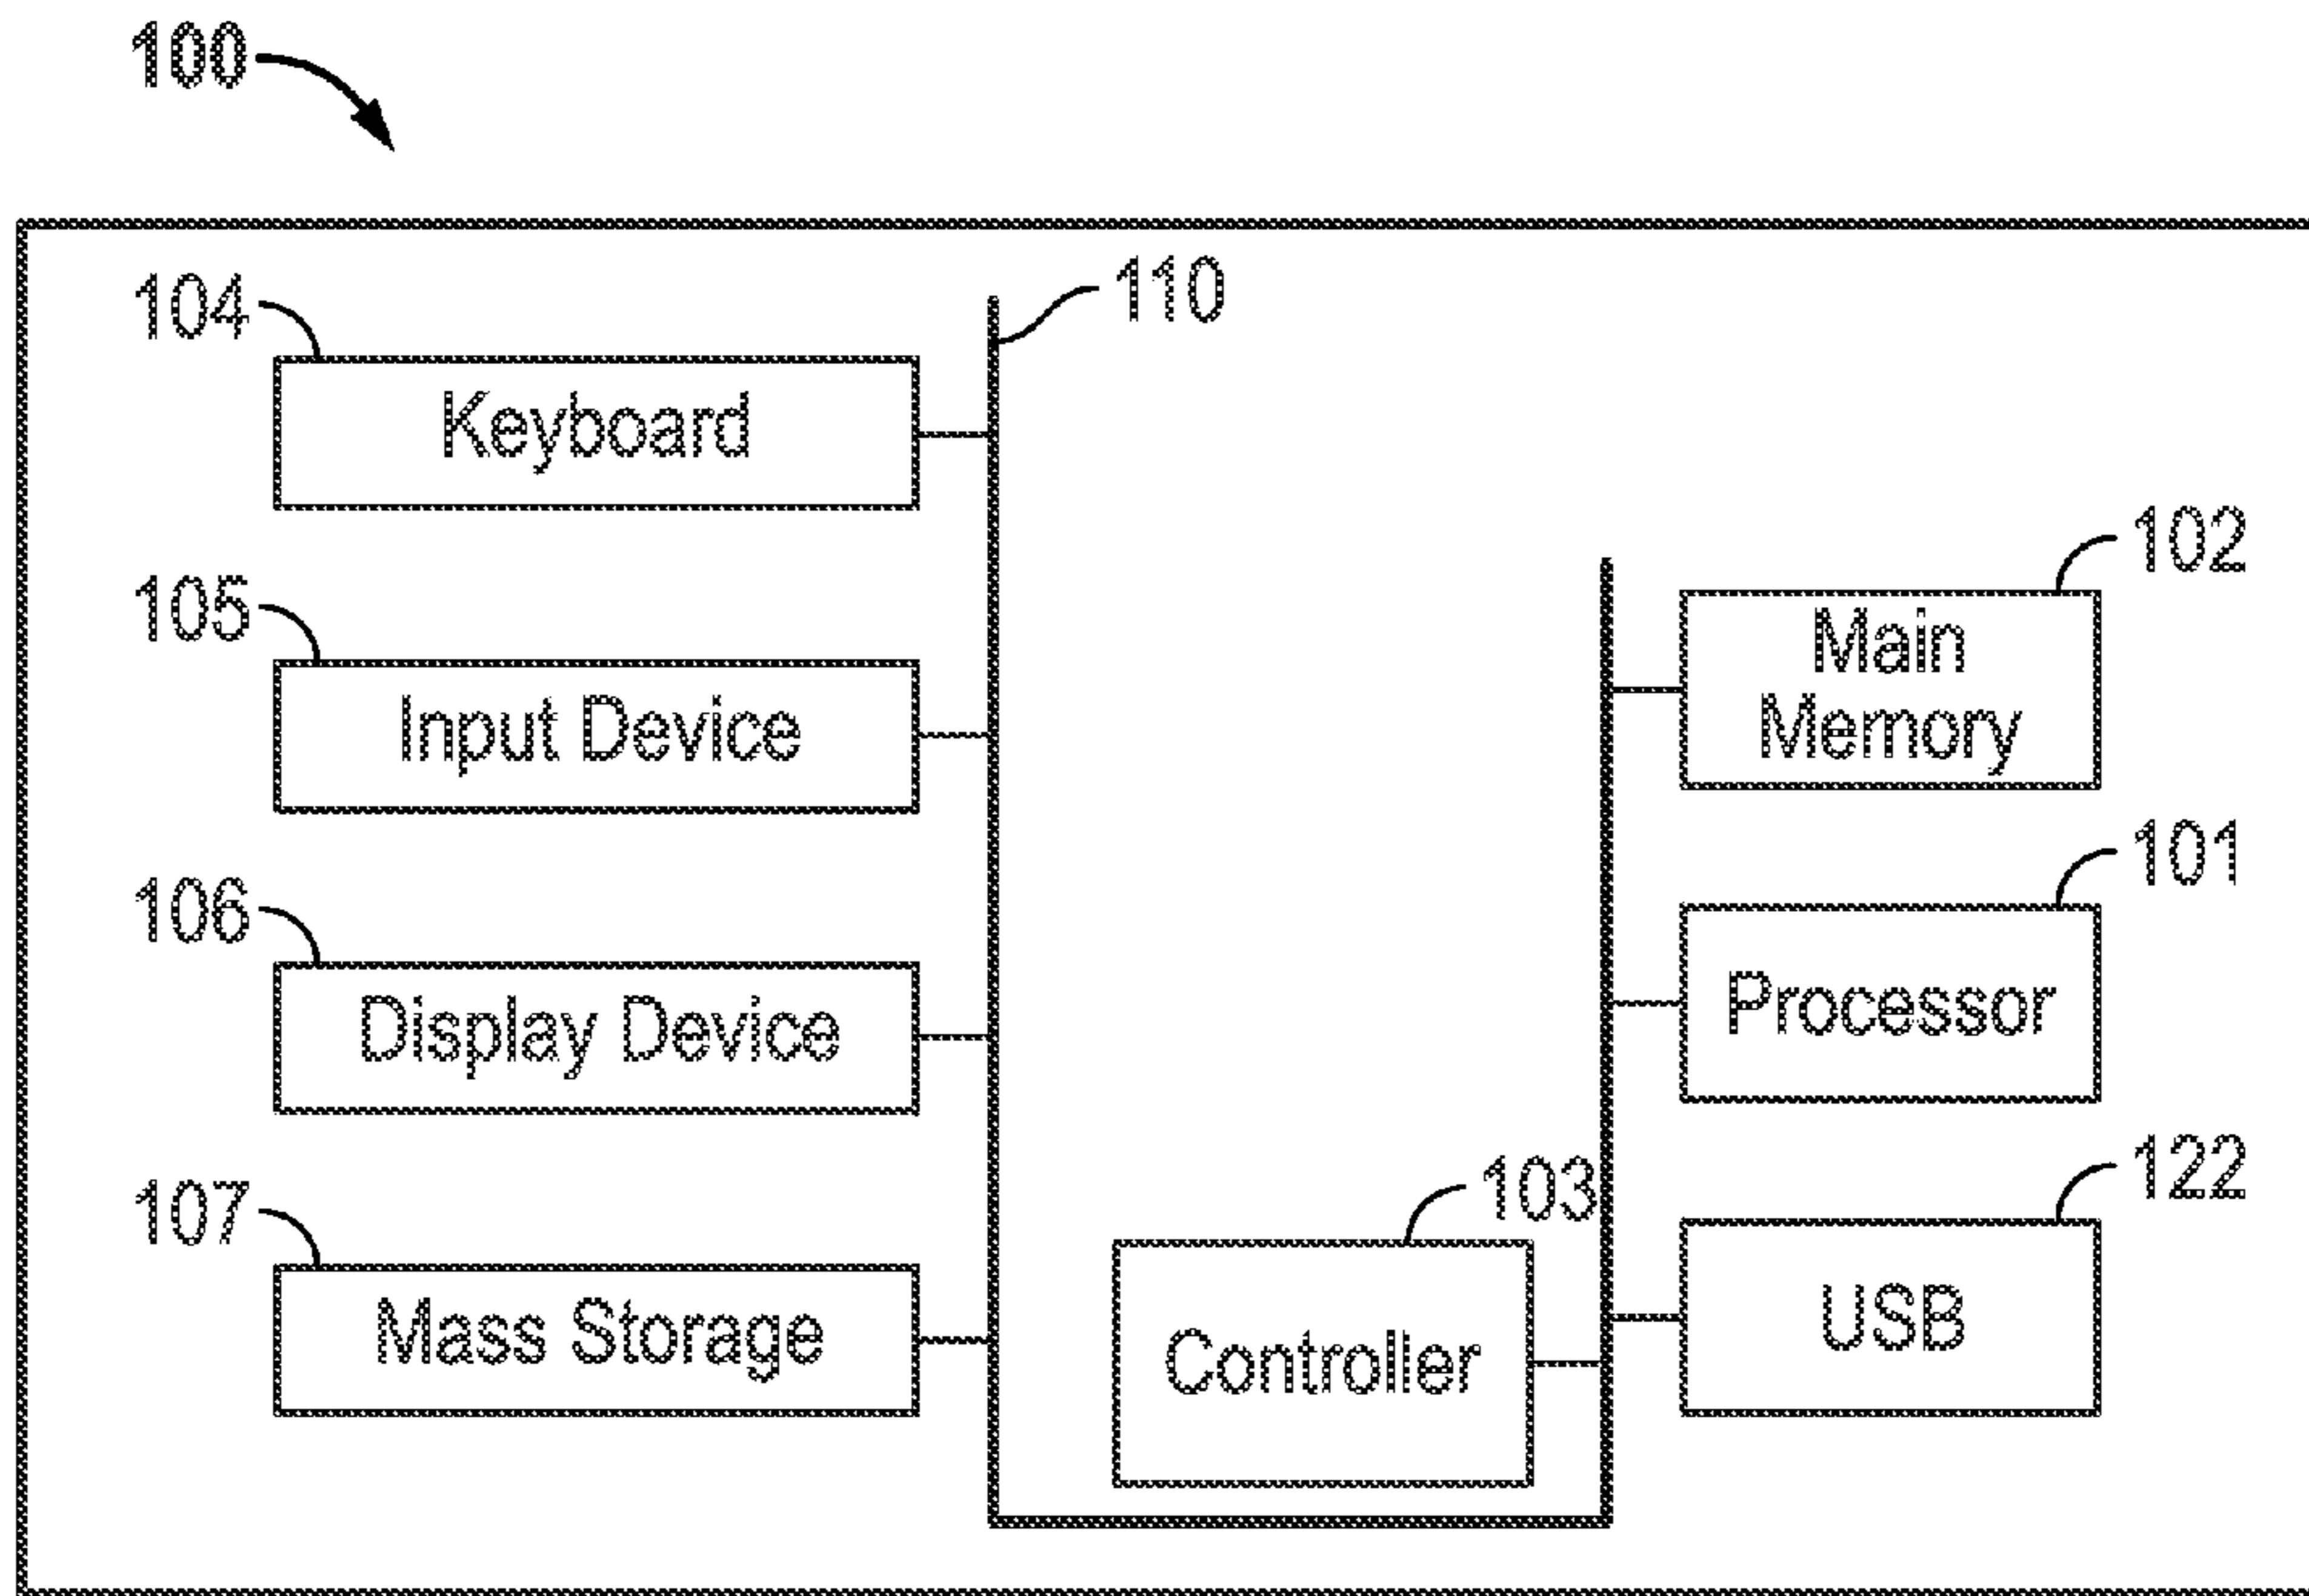 100
104
110
Keyboard
102
105
Main
Memory
Input Device
101
106
Processor
Display Device
122
103
107
USB
Mass Storage
Controller